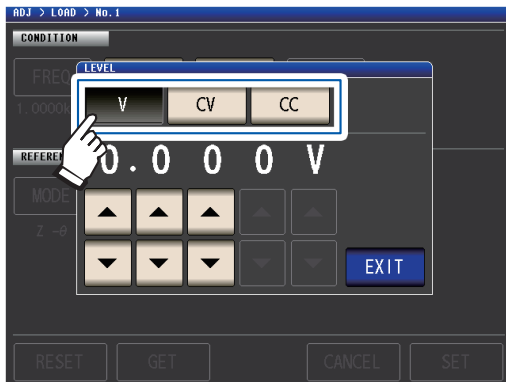 ADJ > LOAD > No.1
CONDITION
FREQ
LEVEL
1.0000k
V CV CC
REFEREN
0.000 V
MODE
Z -θ
EXIT
RESET GET CANCEL SET